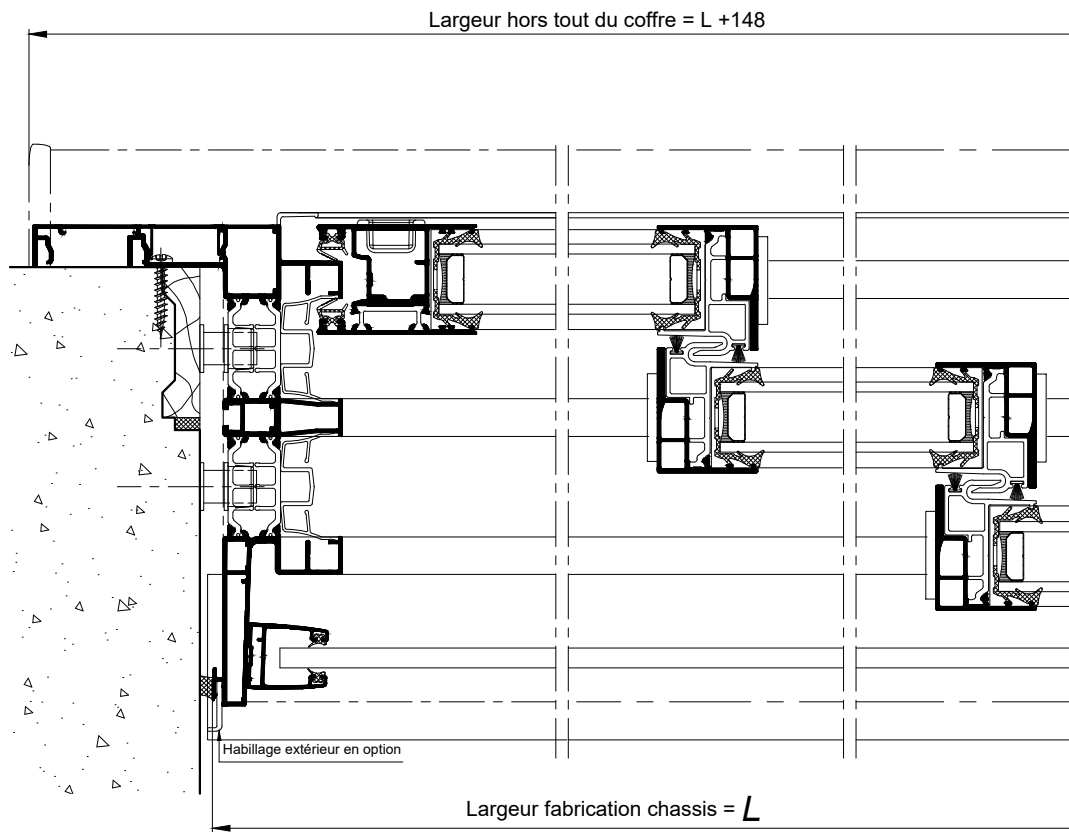 Largeur hors tout du coffre = L +148
Habillage extérieur en option
Largeur fabrication chassis = L